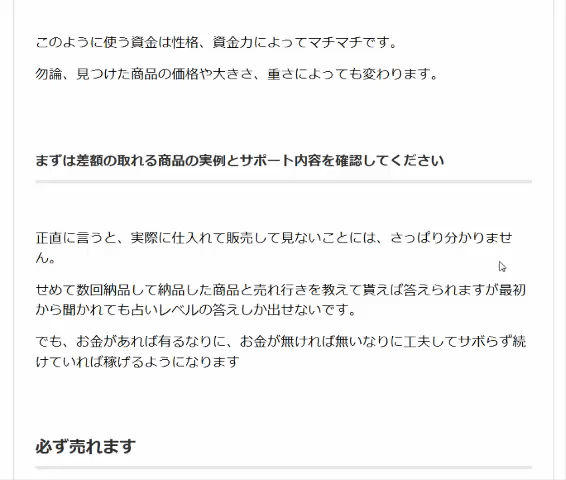 このように使う資金は性格、資金力によってマチマチです。
勿論、見つけた商品の価格や大きさ、重さによっても変わります。
まずは差額の取れる商品の実例とサポート内容を確認してください
正直に言うと、実際に仕入れて販売して見ないことには、さっぱり分かりませ
ん。
せめて数回納品して納品した商品と売れ行きを教えて貰えば答えられますが最初
から聞かれても占いレベルの答えしか出せないです。
でも、お金があれば有るなりに、お金が無ければ無いなりに工夫してサボらず続
けていれば稼げるようになります
必ず売れます